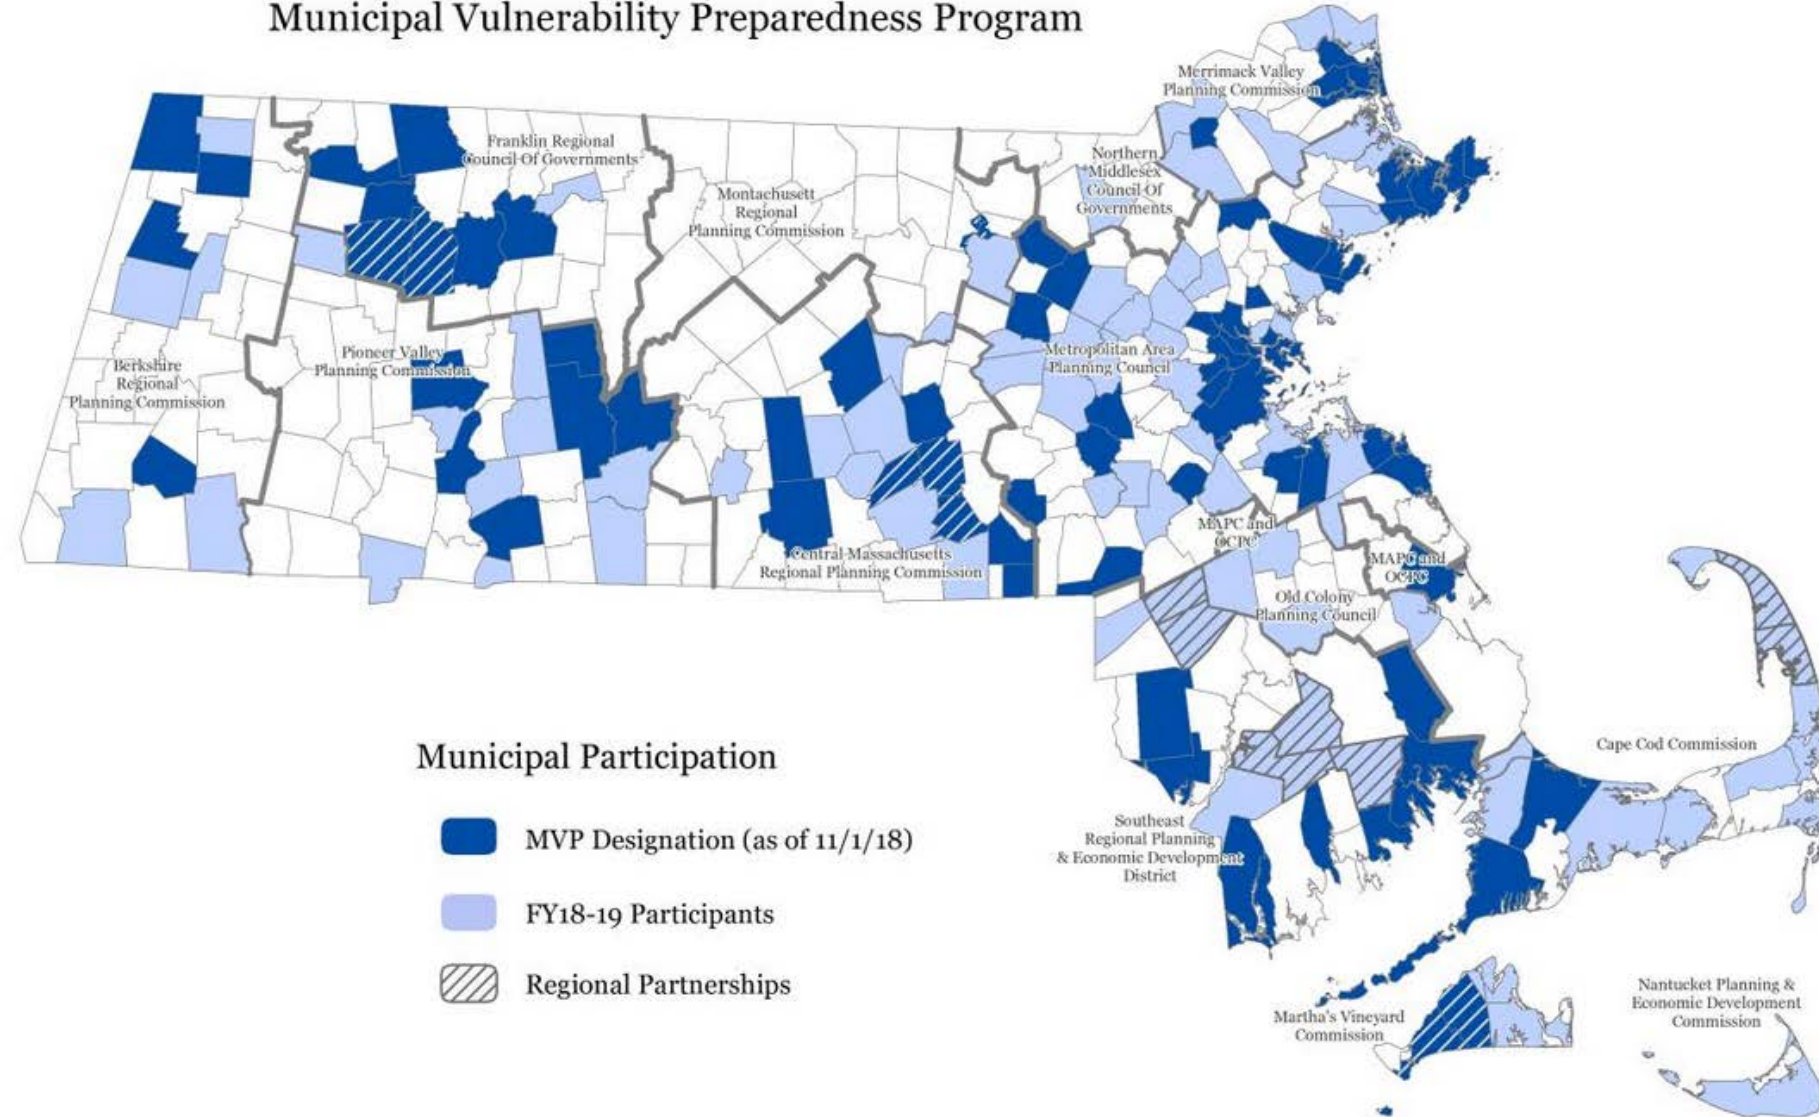 Municipal Vulnerability Preparedness Program
Merrimack Valley
Planning Commission
Franklin Regional
Council Of Governments
Northern
Middlesex
Council Of
Governments
Montachusett
Regional
Planning Commission
Berkshire
Regional
Planning Commission
Pioneer Valley
Planning Commission
Metropolitan Area
Planning Council
Central Massachusetts
Regional Planning Commission
MAPC and
OCPC
MAPC and
OCPC
Old Colony
Planning Council
Cape Cod Commission
Southeast
Regional Planning
& Economic Development
District
Martha's Vineyard
Commission
Nantucket Planning &
Economic Development
Commission
Municipal Participation
MVP Designation (as of 11/1/18)
FY18-19 Participants
Regional Partnerships